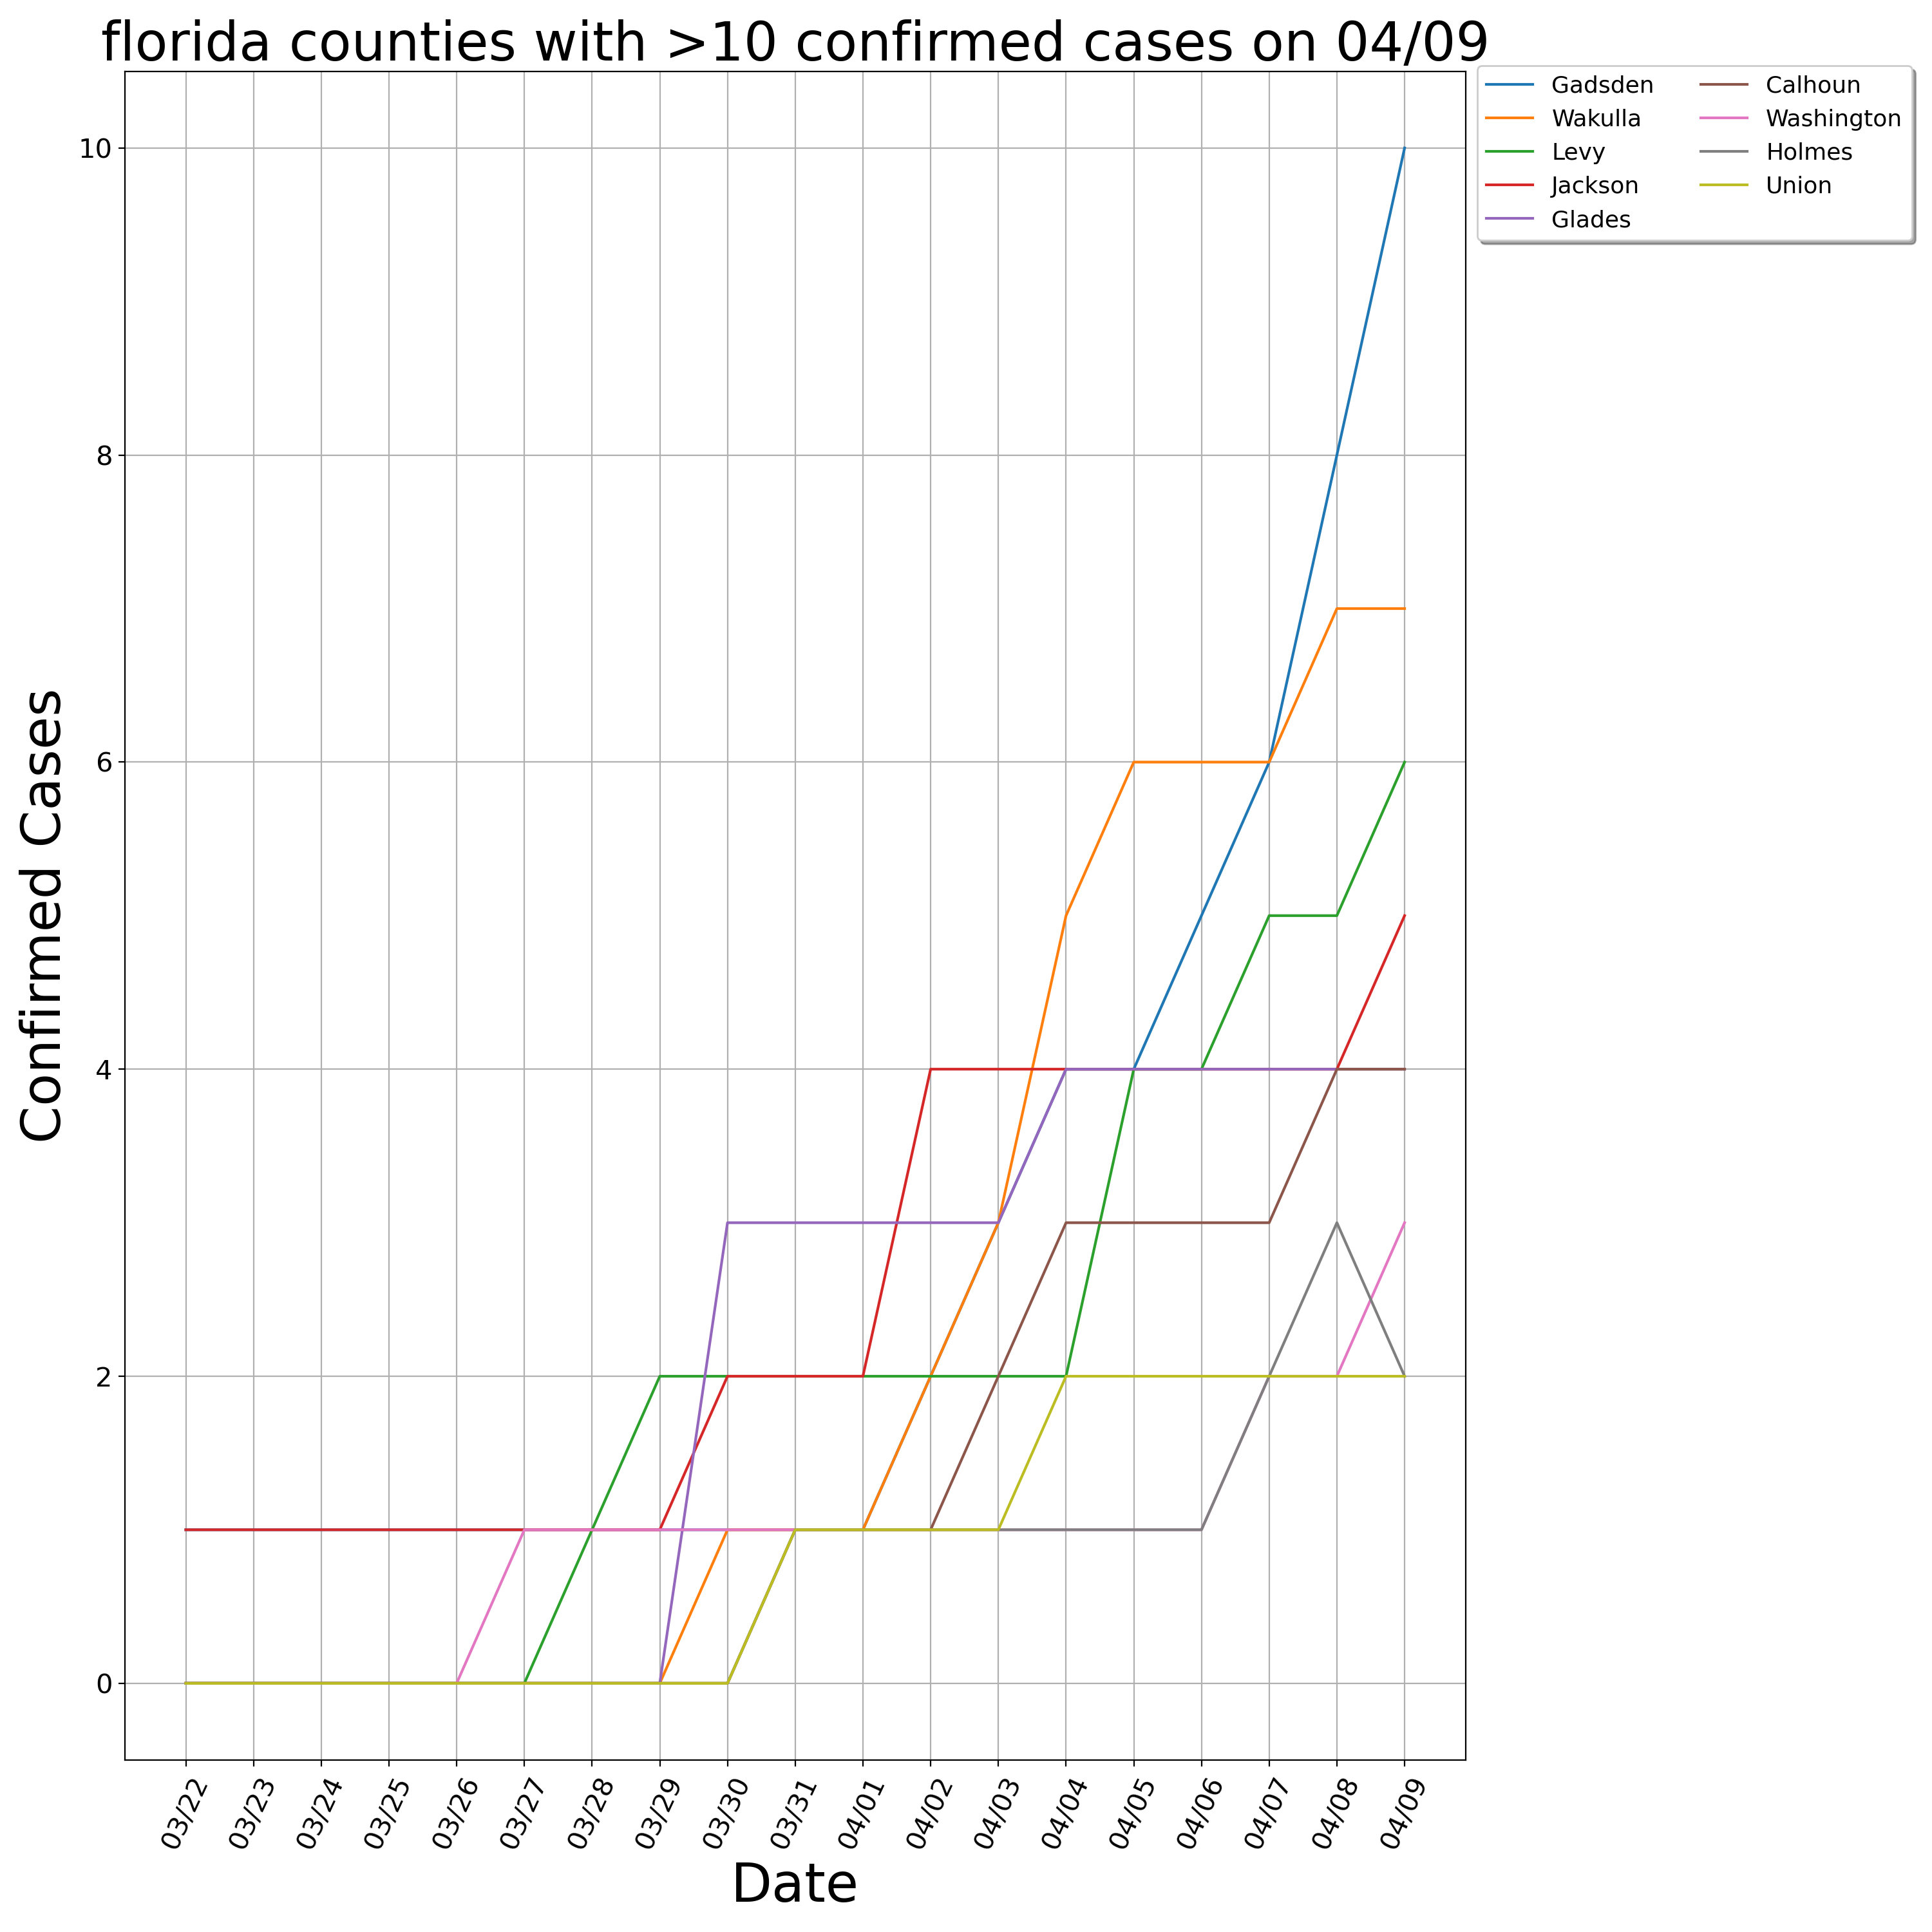 florida counties with >10 confirmed cases on 04/09
Gadsden
Wakulla
Levy
Jackson
Glades
Calhoun
Washington
Holmes
Union
Confirmed Cases
10
8
6
4
2
0
03/22
03/23
03/24
03/25
03/26
03/27
03/28
03/29
03/30
03/31
04/01
04/02
04/03
04/04
04/05
04/06
04/07
04/08
04/09
Date